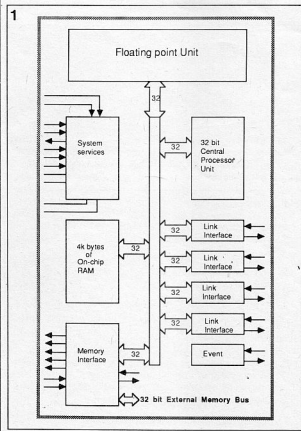 1
Floating point Unit
32
System
services
32
32 bit
Central
Processor
Unit
4k bytes
of
On-chip
RAM
32
32
Link
Interface
32
Link
Interface
32
Link
Interface
32
Link
Interface
Memory
Interface
32
Event
32 bit External Memory Bus